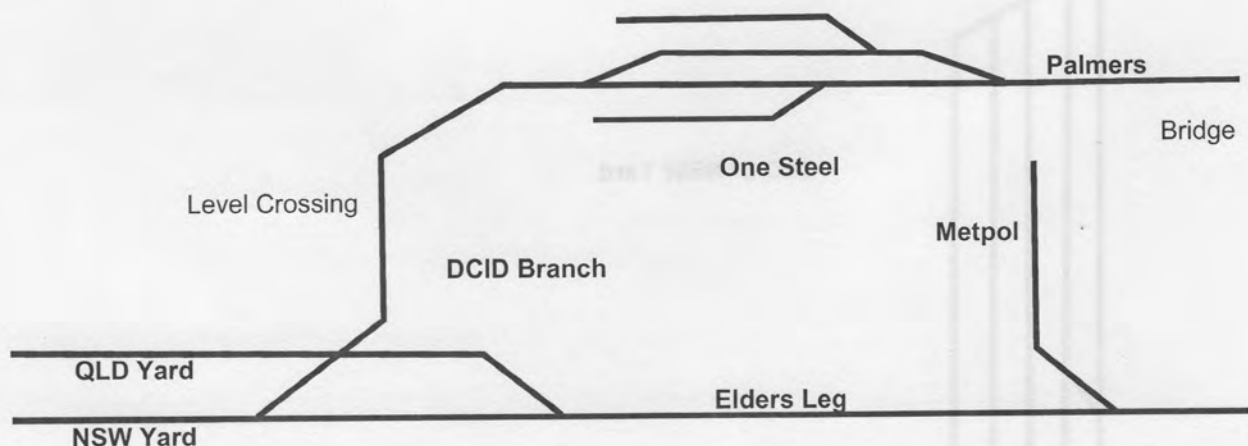 Palmers
Bridge
One Steel
Level Crossing
Metpol
DCID Branch
QLD Yard
Elders Leg
NSW Yard